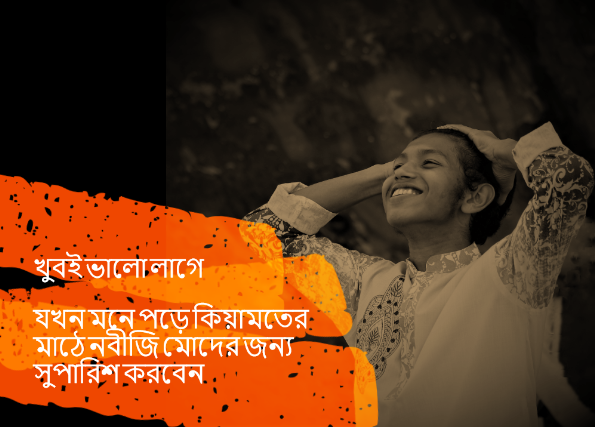 খুবই ভালো লাগে
যখন মনে পড়ে কিয়ামতের
মাঠে নবীজি মোদের জন্য
সুপারিশ করবেন